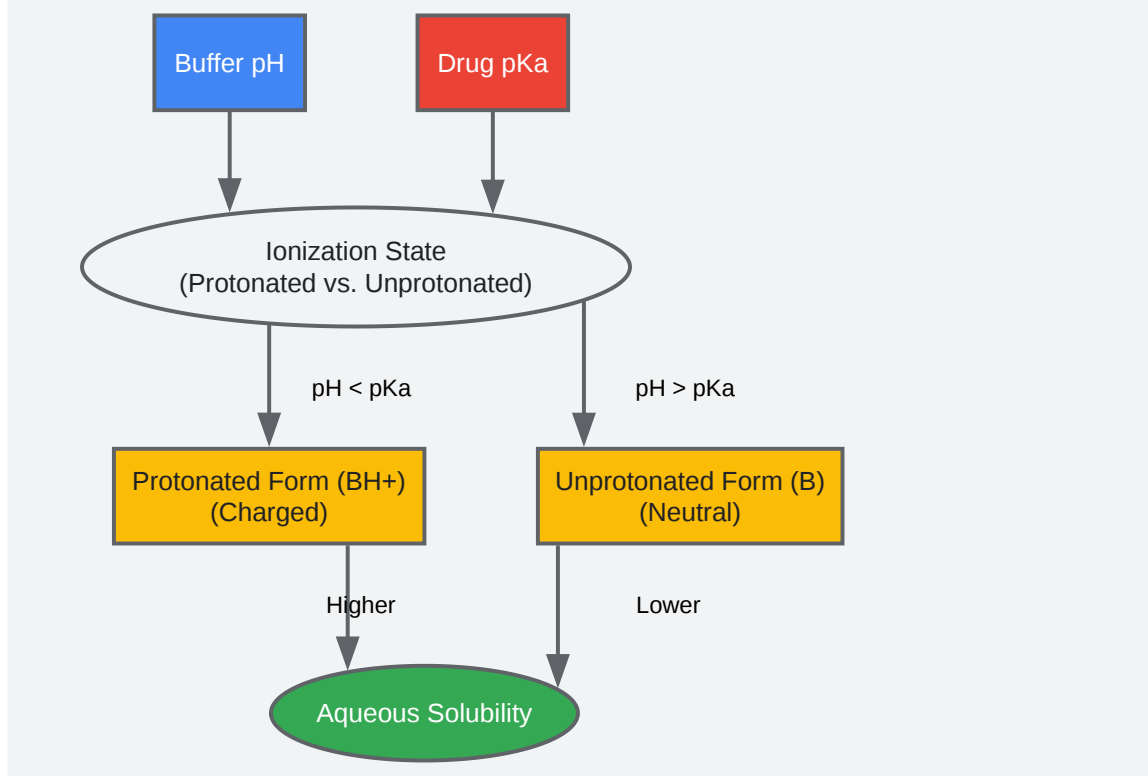 Buffer pH
Drug pKa
Ionization State
(Protonated vs. Unprotonated)
pH < pKa
pH > pKa
Protonated Form (BH+)
(Charged)
Unprotonated Form (B)
(Neutral)
Higher
Lower
Aqueous Solubility